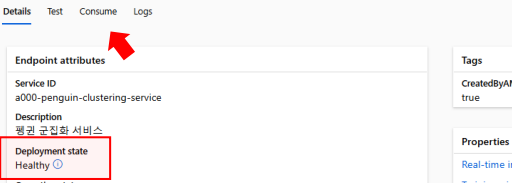 Details Test Consume Logs
Endpoint attributes
Service ID
a000-penguin-clustering-service
Description
펭귄 군집화 서비스
Deployment state
Healthy
Tags
CreatedByAM
true
Properties
Real-time in